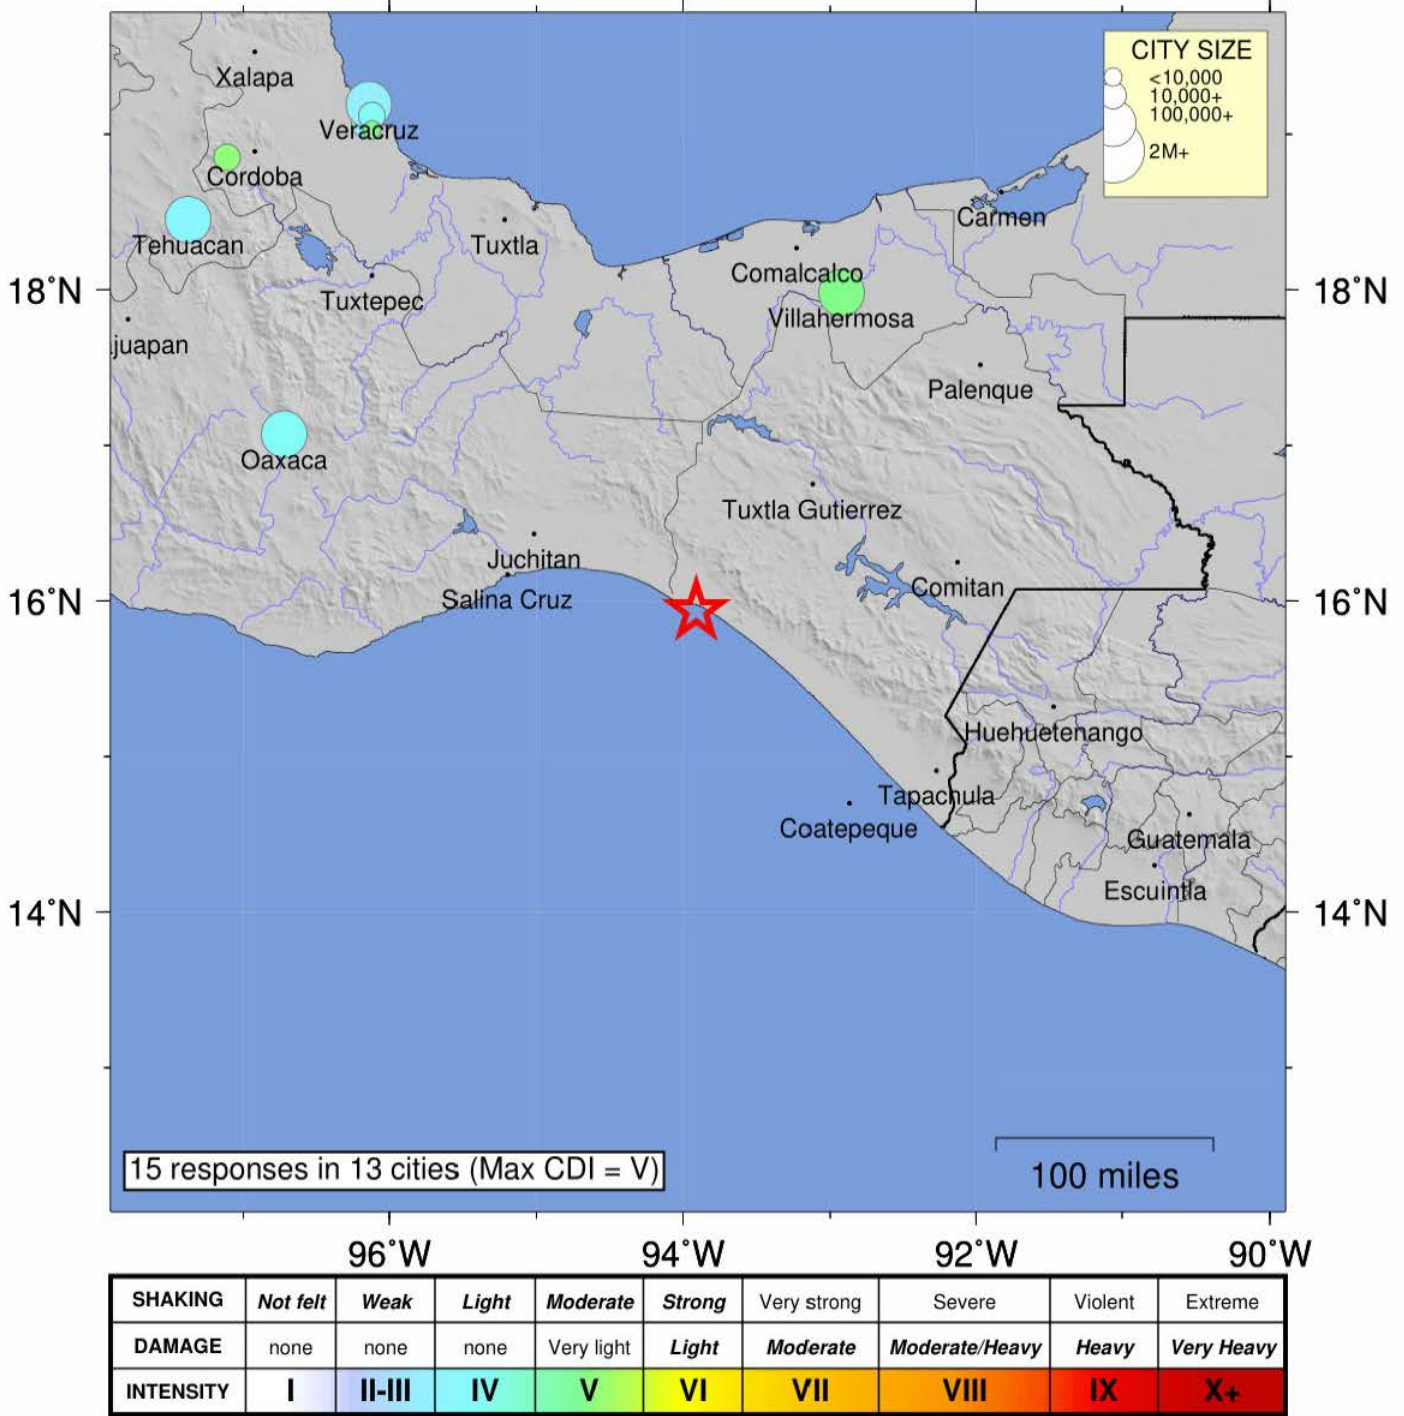 CITY SIZE
<10,000
10,000+
100,000+
2M+
Xalapa
Veracruz
Cordoba
Tehuacan
Tuxtla
Carmen
Comalcalco
18°N
18°N
Tuxtepec
Villahermosa
juapan
Palenque
Oaxaca
Tuxtla Gutierrez
Juchitan
Comitan
16°N
Salina Cruz
16°N
Huehuetenango
Tapachula
Coatepeque
Guatemala
Escuintla
14°N
14°N
15 responses in 13 cities (Max CDI = V)
100 miles
96°W 94°W 92°W 90°W
SHAKING Not felt Weak Light Moderate Strong Very strong Severe Violent Extreme
DAMAGE none none none Very light Light Moderate Moderate/Heavy Heavy Very Heavy
INTENSITY I II-III IV V VI VII VIII IX X+